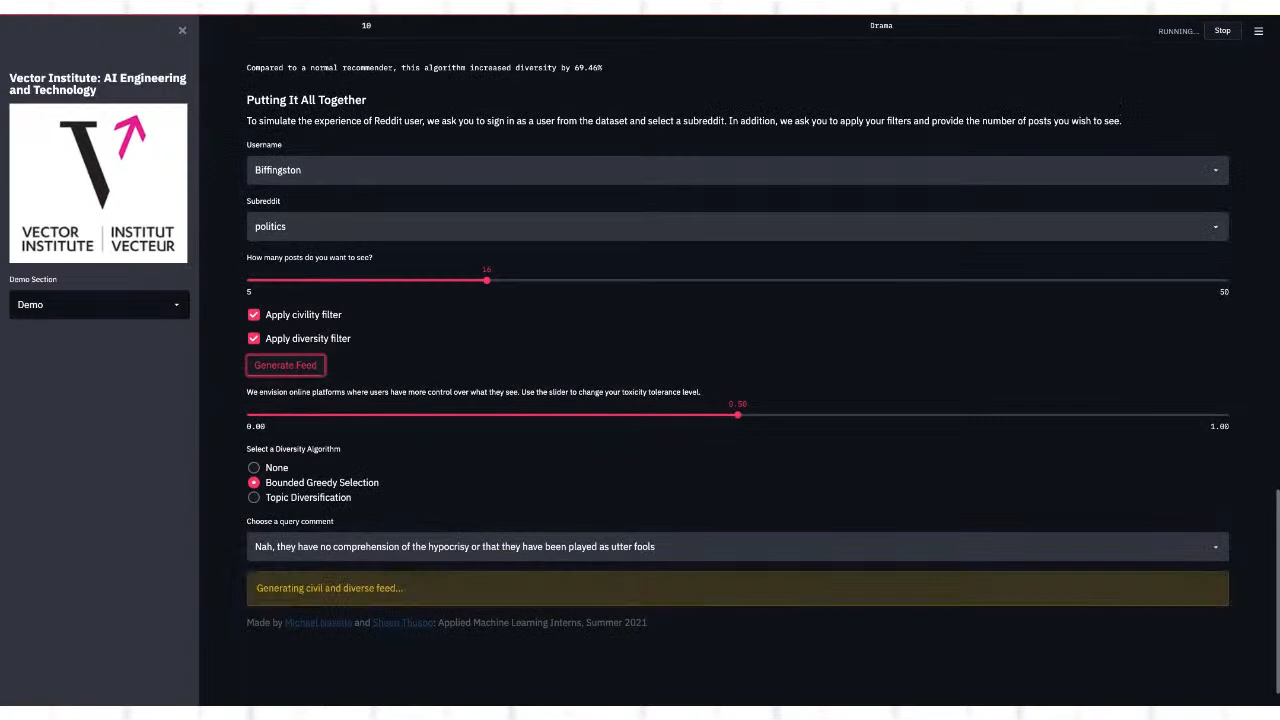 10 Drama
RUNNING... Stop
Vector Institute: AI Engineering
and Technology
VECTOR INSTITUT
INSTITUTE VECTEUR
Demo Section
Demo
Compared to a normal recommender, this algorithm increased diversity by 69.46%
Putting It All Together
To simulate the experience of Reddit user, we ask you to sign in as a user from the dataset and select a subreddit. In addition, we ask you to apply your filters and provide the number of posts you wish to see.
Username
Biffingston
Subreddit
politics
How many posts do you want to see?
16
5 50
Apply civility filter
Apply diversity filter
Generate Feed
We envision online platforms where users have more control over what they see. Use the slider to change your toxicity tolerance level.
0.50
0.00 1.00
Select a Diversity Algorithm
None
Bounded Greedy Selection
Topic Diversification
Choose a query comment
Nah, they have no comprehension of the hypocrisy or that they have been played as utter fools
Generating civil and diverse feed...
Made by Michael and : Applied Machine Learning Interns, Summer 2021